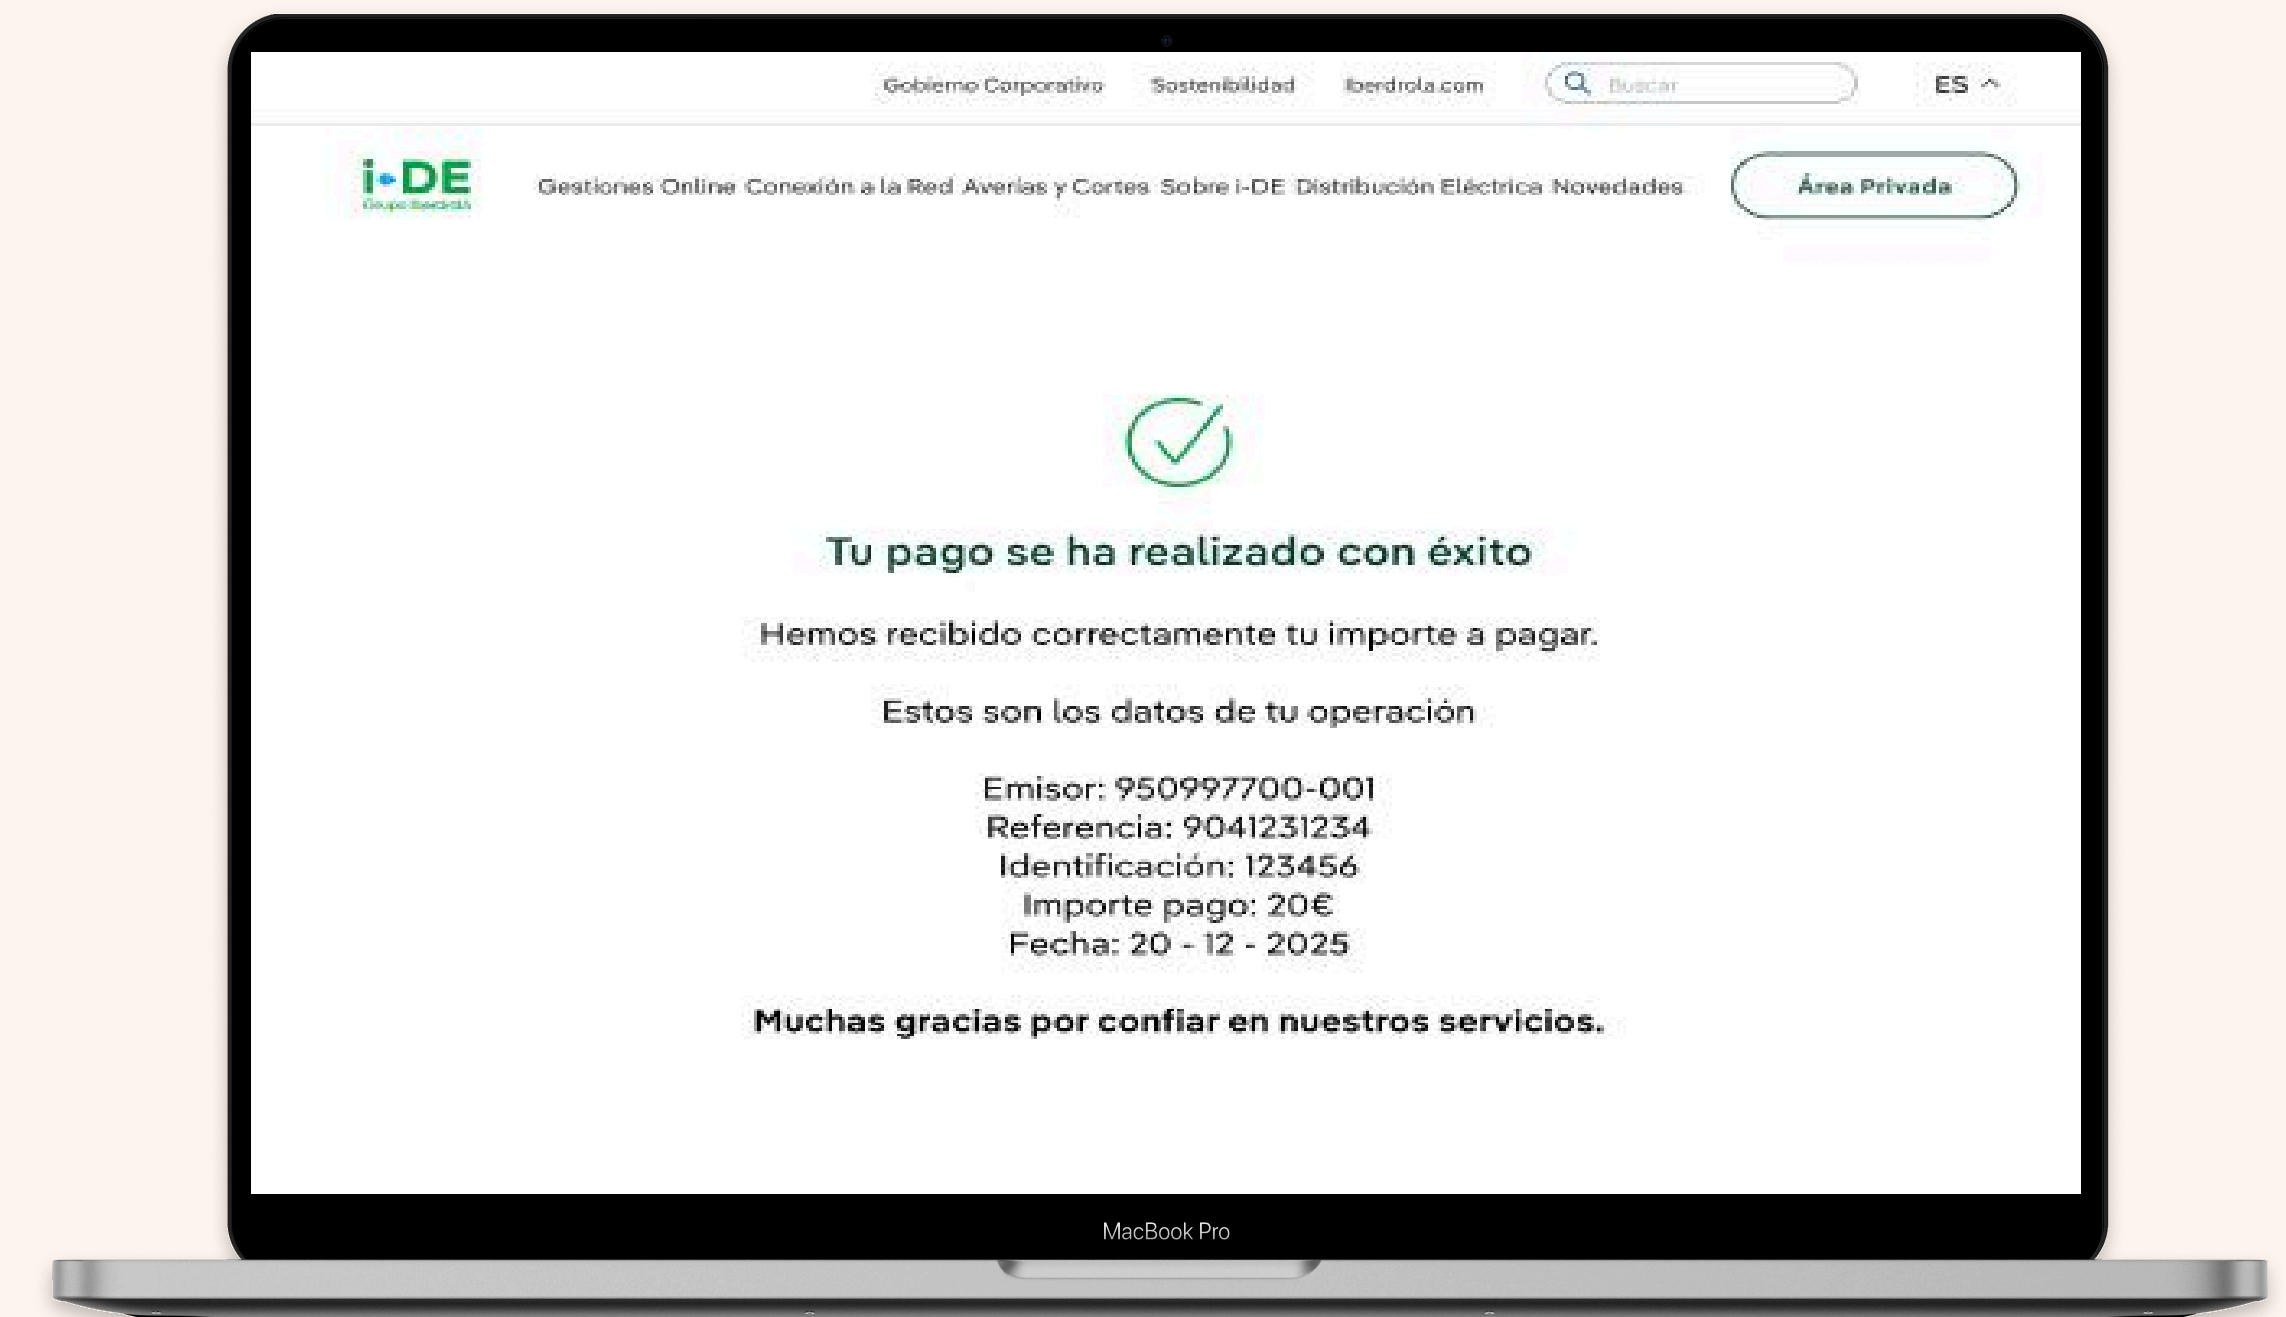 Gobierno Corporativo Sostenibilidad Iberdrola.com Buscar ES
i-DE
Grupo Iberdrola
Gestiones Online Conexión a la Red Averías y Cortes Sobre i-DE Distribución Eléctrica Novedades Área Privada
Tu pago se ha realizado con éxito
Hemos recibido correctamente tu importe a pagar.
Estos son los datos de tu operación
Emisor: 950997700-001
Referencia: 9041231234
Identificación: 123456
Importe pago: 20€
Fecha: 20 - 12 - 2025
Muchas gracias por confiar en nuestros servicios.
MacBook Pro